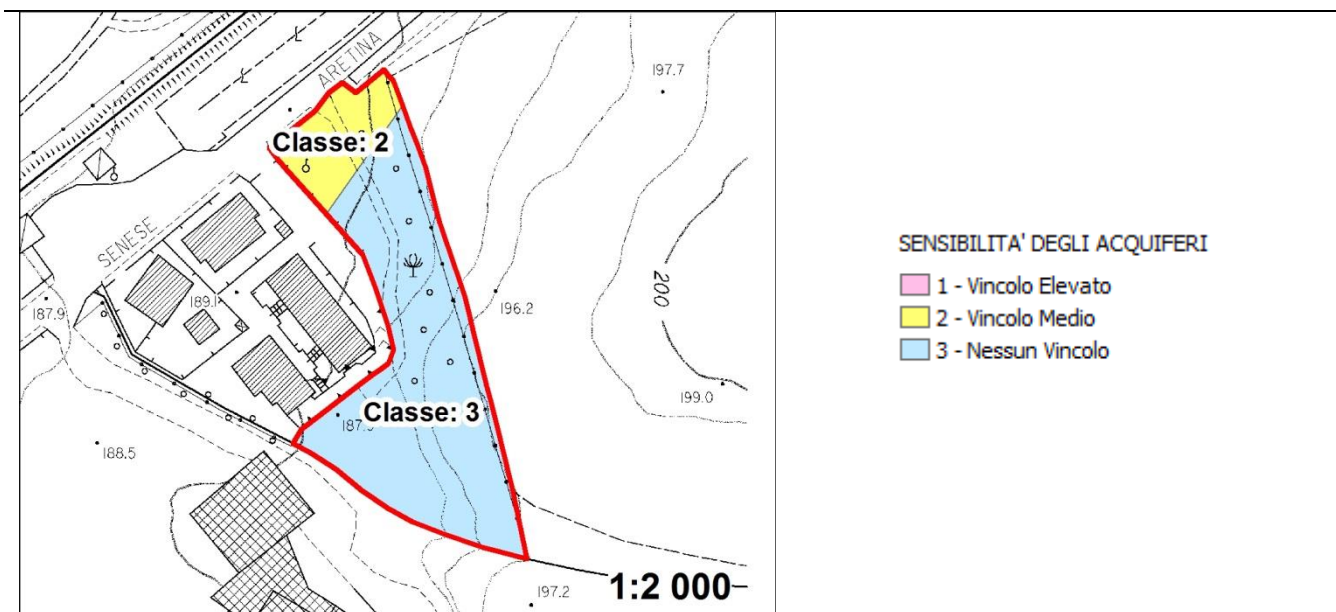 ARETINA
197.7
Classe: 2
SENESE
189.1
187.9
196.2
200
199.0
Classe: 3
187.
188.5
1:2 000
197.2
SENSIBILITA' DEGLI ACQUIFERI
1 - Vincolo Elevato
2 - Vincolo Medio
3 - Nessun Vincolo